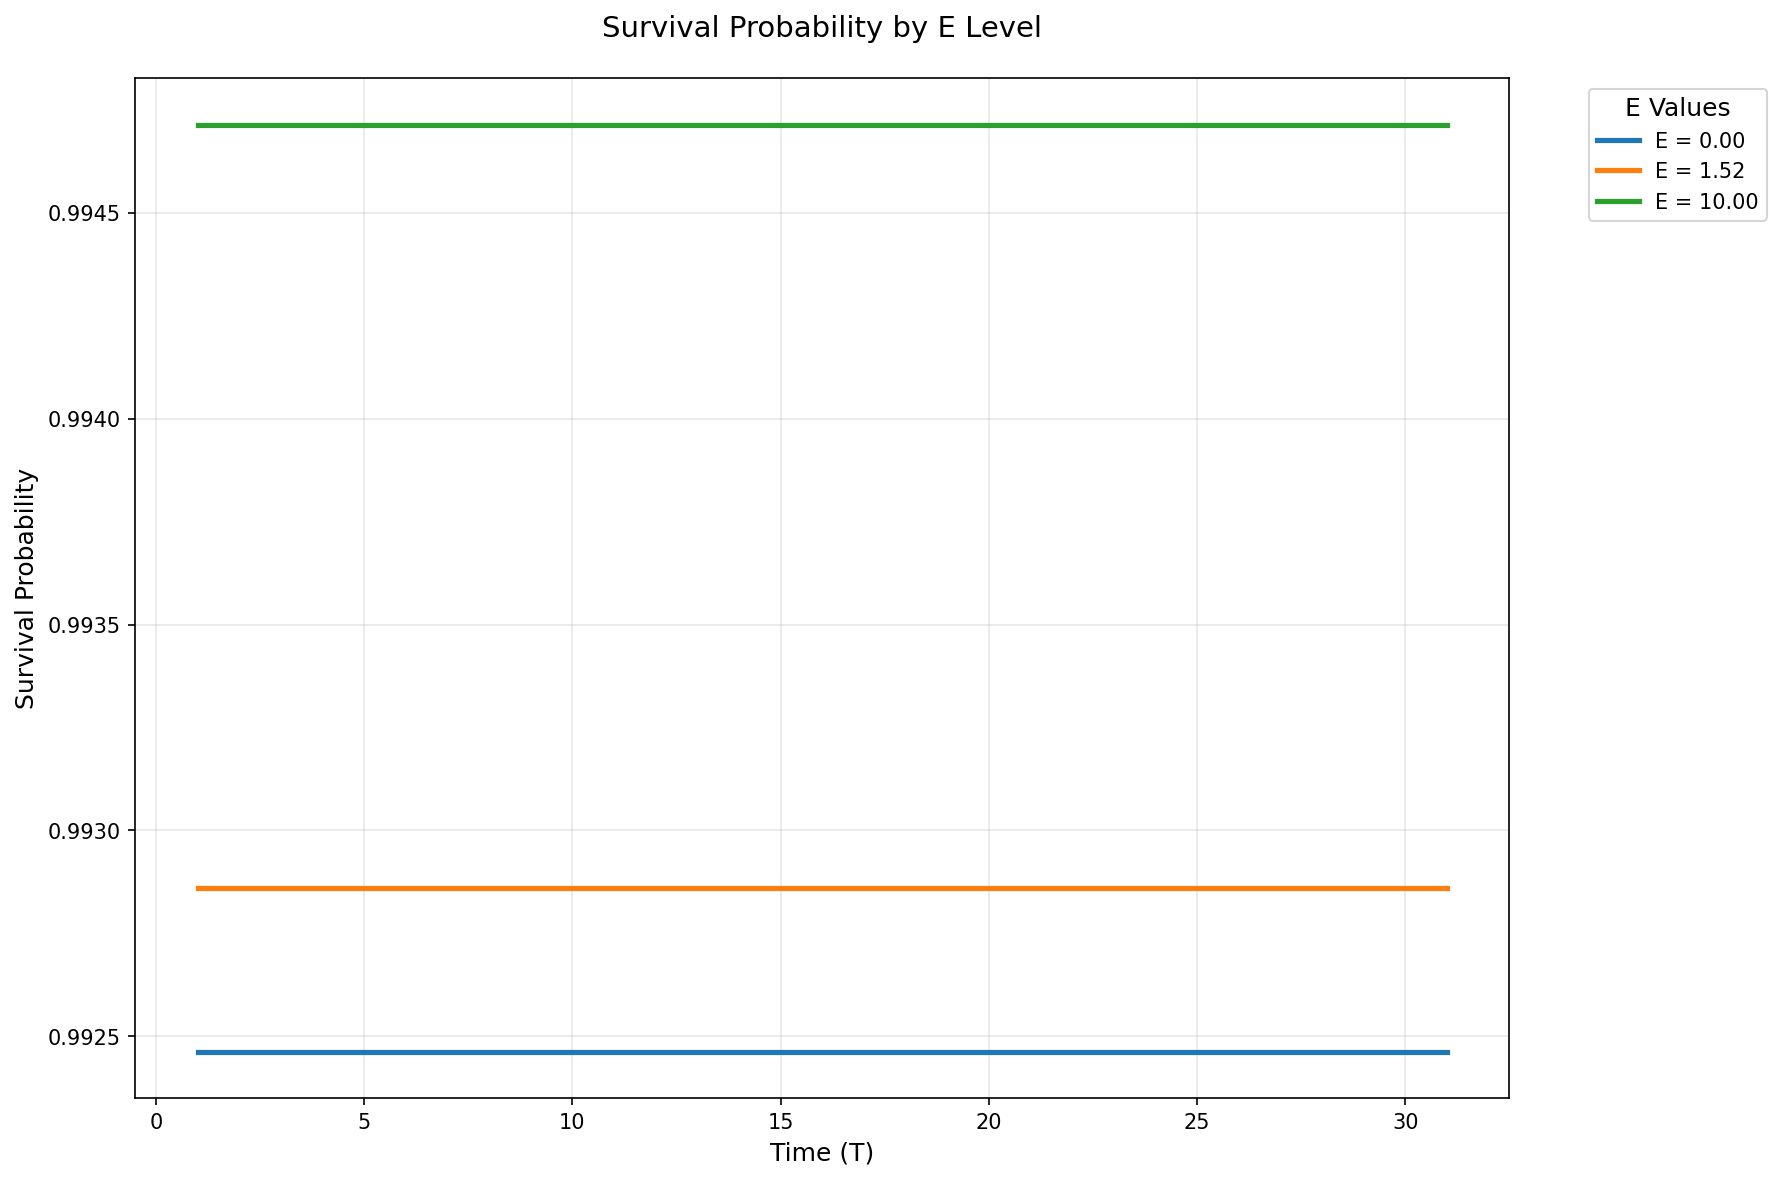 Survival Probability by E Level
E Values
E = 0.00
E = 1.52
E = 10.00
Survival Probability
0.9945
0.9940
0.9935
0.9930
0.9925
0 5 10 15 20 25 30
Time (T)